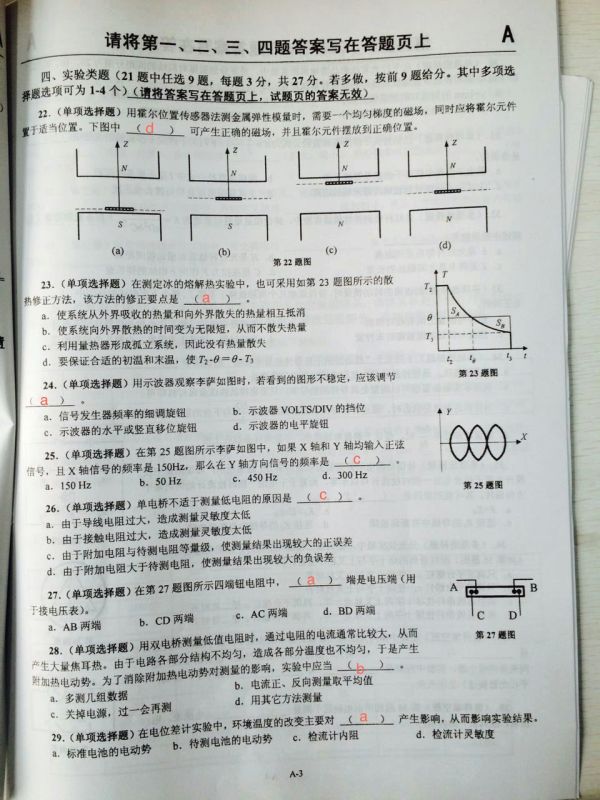 A
请将第一、二、三、四题答案写在答题页上
A
四、实验类题（21 题中任选 9 题，每题 3 分，共 27 分。若多做，按前 9 题给分。其中多项选
择题选项可为 1-4 个）（请将答案写在答题页上，试题页的答案无效）
22.（单项选择题）用霍尔位置传感器法测金属弹性模量时，需要一个均匀梯度的磁场，同时应将霍尔元件
置于适当位置。下图中 （ d ） 可产生正确的磁场，并且霍尔元件摆放到正确位置。
Z Z Z Z
N N N N
S S N N
(a) (b) (c) (d)
第 22 题图
23.（单项选择题）在测定冰的熔解热实验中，也可采用如第 23 题图所示的散
热修正方法，该方法的修正要点是 （ a ） 。
a. 使系统从外界吸收的热量和向外界散失的热量相互抵消
b. 使系统向外界散热的时间变为无限短，从而不散失热量
c. 利用量热器形成孤立系统，因此没有热量散失
d. 要保证合适的初温和末温，使 T₂-θ＝θ-T₃
T
T₂
θ
T₃
S_A
S_B
t₂ t_θ t₃ t
第 23 题图
24.（单项选择题）用示波器观察李萨如图时，若看到的图形不稳定，应该调节
（ a ） 。
a. 信号发生器频率的细调旋钮 b. 示波器 VOLTS/DIV 的挡位
c. 示波器的水平或竖直移位旋钮 d. 示波器的电平旋钮
25.（单项选择题）在第 25 题图所示李萨如图中，如果 X 轴和 Y 轴均输入正弦
信号，且 X 轴信号的频率是 150Hz，那么在 Y 轴方向信号的频率是 （ c ） 。
a. 150 Hz b. 50 Hz c. 450 Hz d. 300 Hz
y
X
第 25 题图
26.（单项选择题）单电桥不适于测量低电阻的原因是 （ c ） 。
a. 由于导线电阻过大，造成测量灵敏度太低
b. 由于接触电阻过大，造成测量灵敏度太低
c. 由于附加电阻与待测电阻等量级，使测量结果出现较大的正误差
d. 由于附加电阻大于待测电阻，使测量结果出现较大的负误差
27.（单项选择题）在第 27 题图所示四端钮电阻中， （ a ） 端是电压端（用
于接电压表）。
a. AB 两端 b. CD 两端 c. AC 两端 d. BD 两端
A B
C D
第 27 题图
28.（单项选择题）用双电桥测量低值电阻时，通过电阻的电流通常比较大，从而
产生大量焦耳热。由于电路各部分结构不均匀，造成各部分温度也不均匀，于是产生
附加热电动势。为了消除附加热电动势对测量的影响，实验中应当 （ b ） 。
a. 多测几组数据 b. 电流正、反向测量取平均值
c. 关掉电源，过一会再测 d. 用其它方法测量
29.（单项选择题）在电位差计实验中，环境温度的改变主要对 （ a ） 产生影响，从而影响实验结果。
a. 标准电池的电动势 b. 待测电池的电动势 c. 检流计内阻 d. 检流计灵敏度
A-3